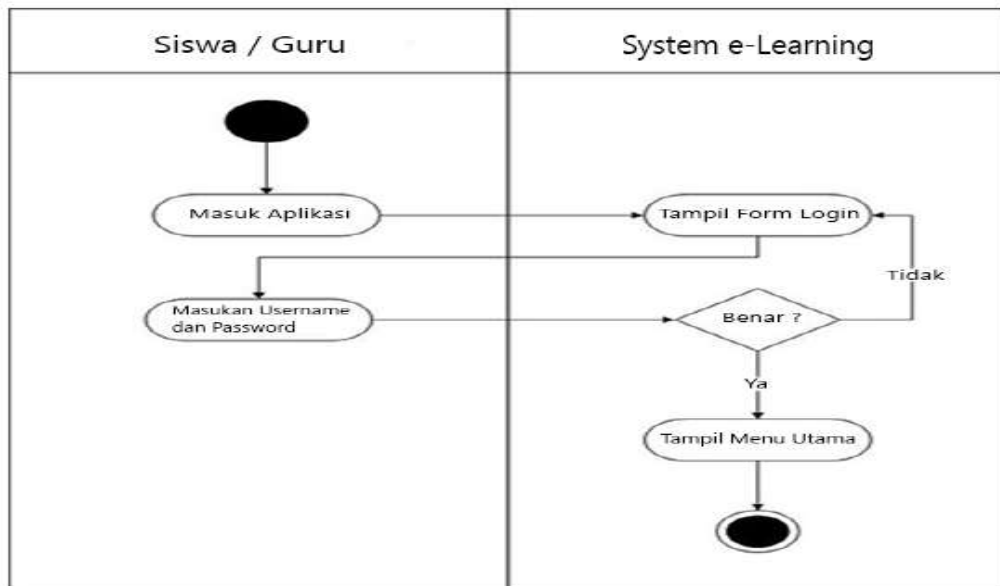 Siswa / Guru
System e-Learning
Masuk Aplikasi
Tampil Form Login
Tidak
Masukan Username
dan Password
Benar ?
Ya
Tampil Menu Utama